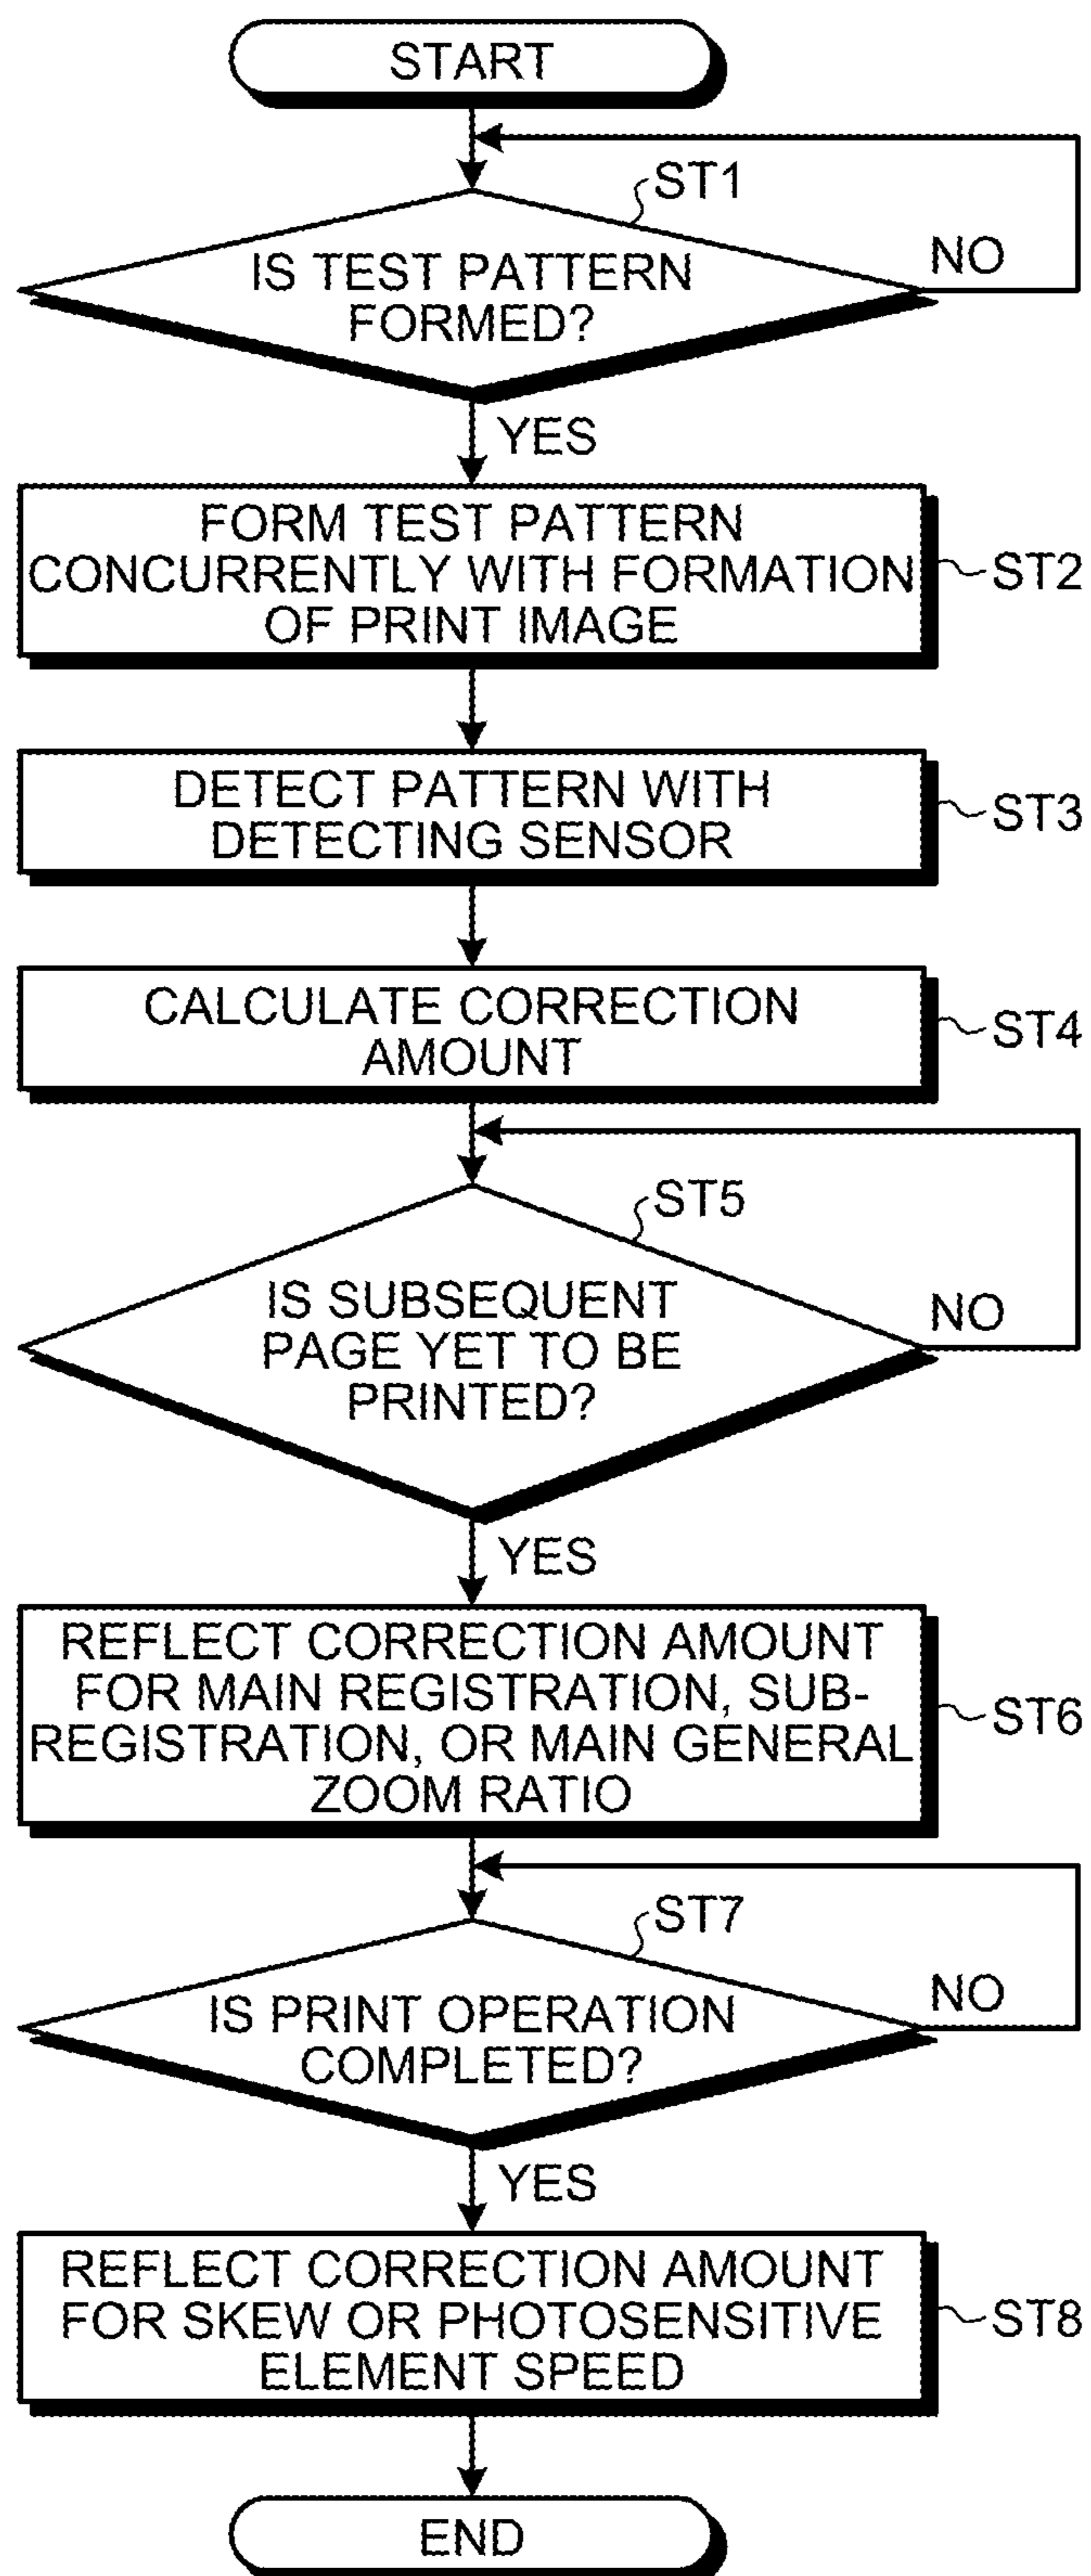 START
ST1
IS TEST PATTERN
FORMED?
NO
YES
FORM TEST PATTERN
CONCURRENTLY WITH FORMATION
OF PRINT IMAGE
ST2
DETECT PATTERN WITH
DETECTING SENSOR
ST3
CALCULATE CORRECTION
AMOUNT
ST4
ST5
IS SUBSEQUENT
PAGE YET TO BE
PRINTED?
NO
YES
REFLECT CORRECTION AMOUNT
FOR MAIN REGISTRATION, SUB-
REGISTRATION, OR MAIN GENERAL
ZOOM RATIO
ST6
ST7
IS PRINT OPERATION
COMPLETED?
NO
YES
REFLECT CORRECTION AMOUNT
FOR SKEW OR PHOTOSENSITIVE
ELEMENT SPEED
ST8
END